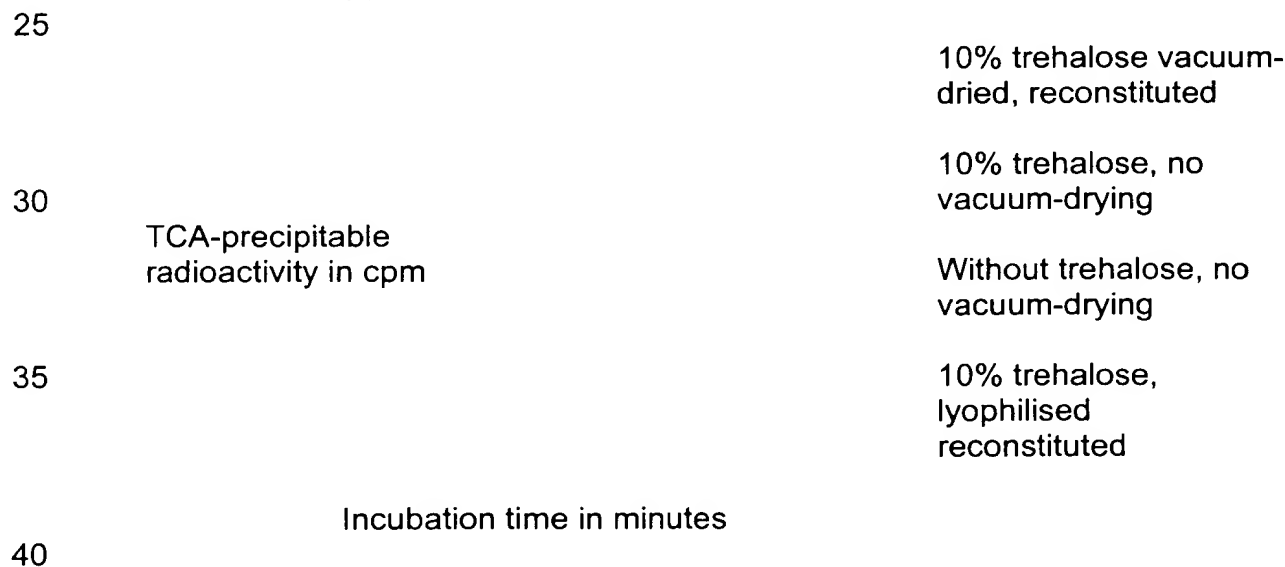 25
10% trehalose vacuum-
dried, reconstituted
10% trehalose, no
30
vacuum-drying
TCA-precipitable
radioactivity in cpm
Without trehalose, no
vacuum-drying
35
10% trehalose,
lyophilised
reconstituted
Incubation time in minutes
40